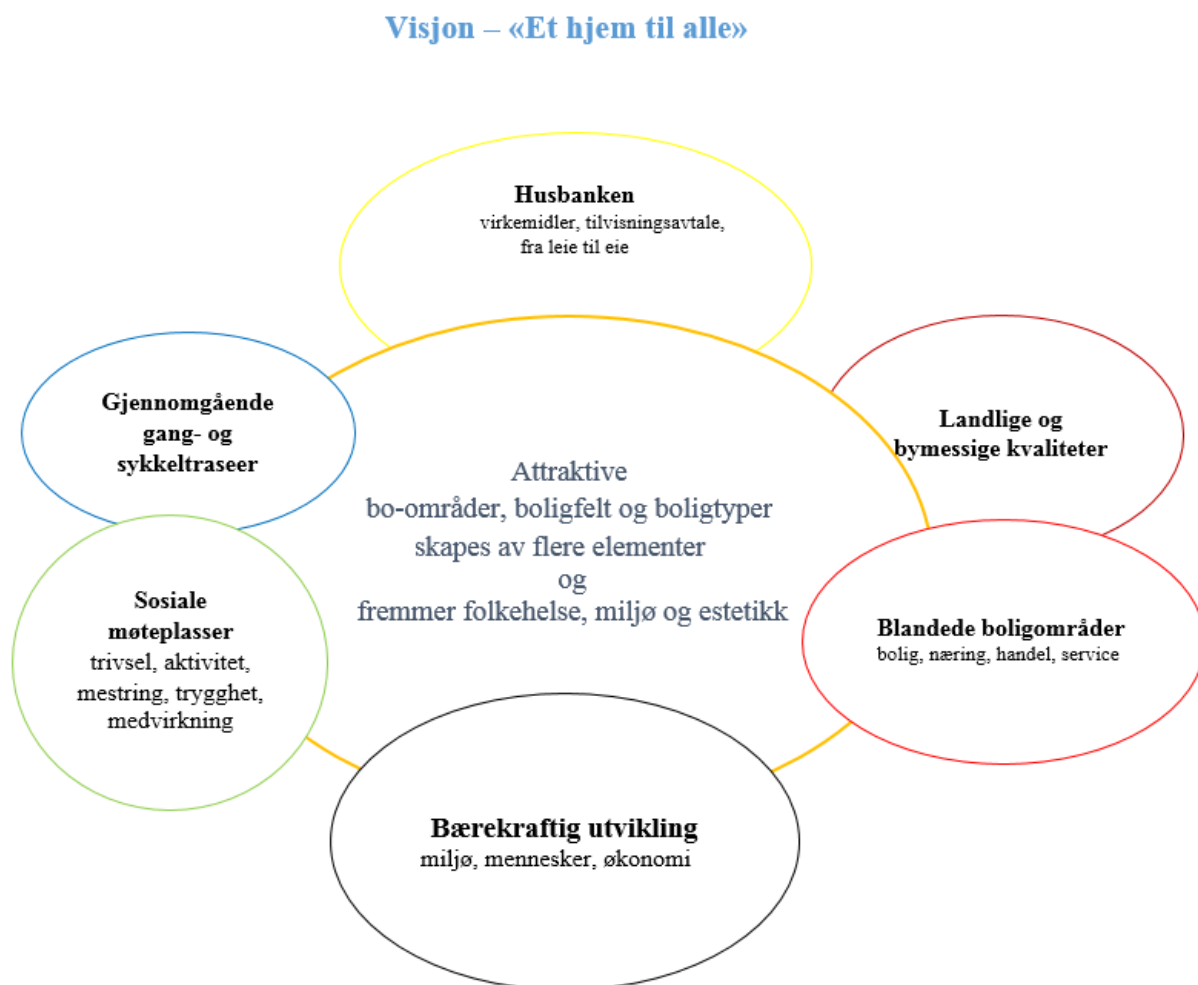 Visjon – «Et hjem til alle»
Husbanken
virkemidler, tilvisningsavtale,
fra leie til eie
Gjennomgående
gang- og
sykkeltraseer
Landlige og
bymessige kvaliteter
Attraktive
bo-områder, boligfelt og boligtyper
skapes av flere elementer
og
fremmer folkehelse, miljø og estetikk
Sosiale
møteplasser
trivsel, aktivitet,
mestring, trygghet,
medvirkning
Blandede boligområder
bolig, næring, handel, service
Bærekraftig utvikling
miljø, mennesker, økonomi